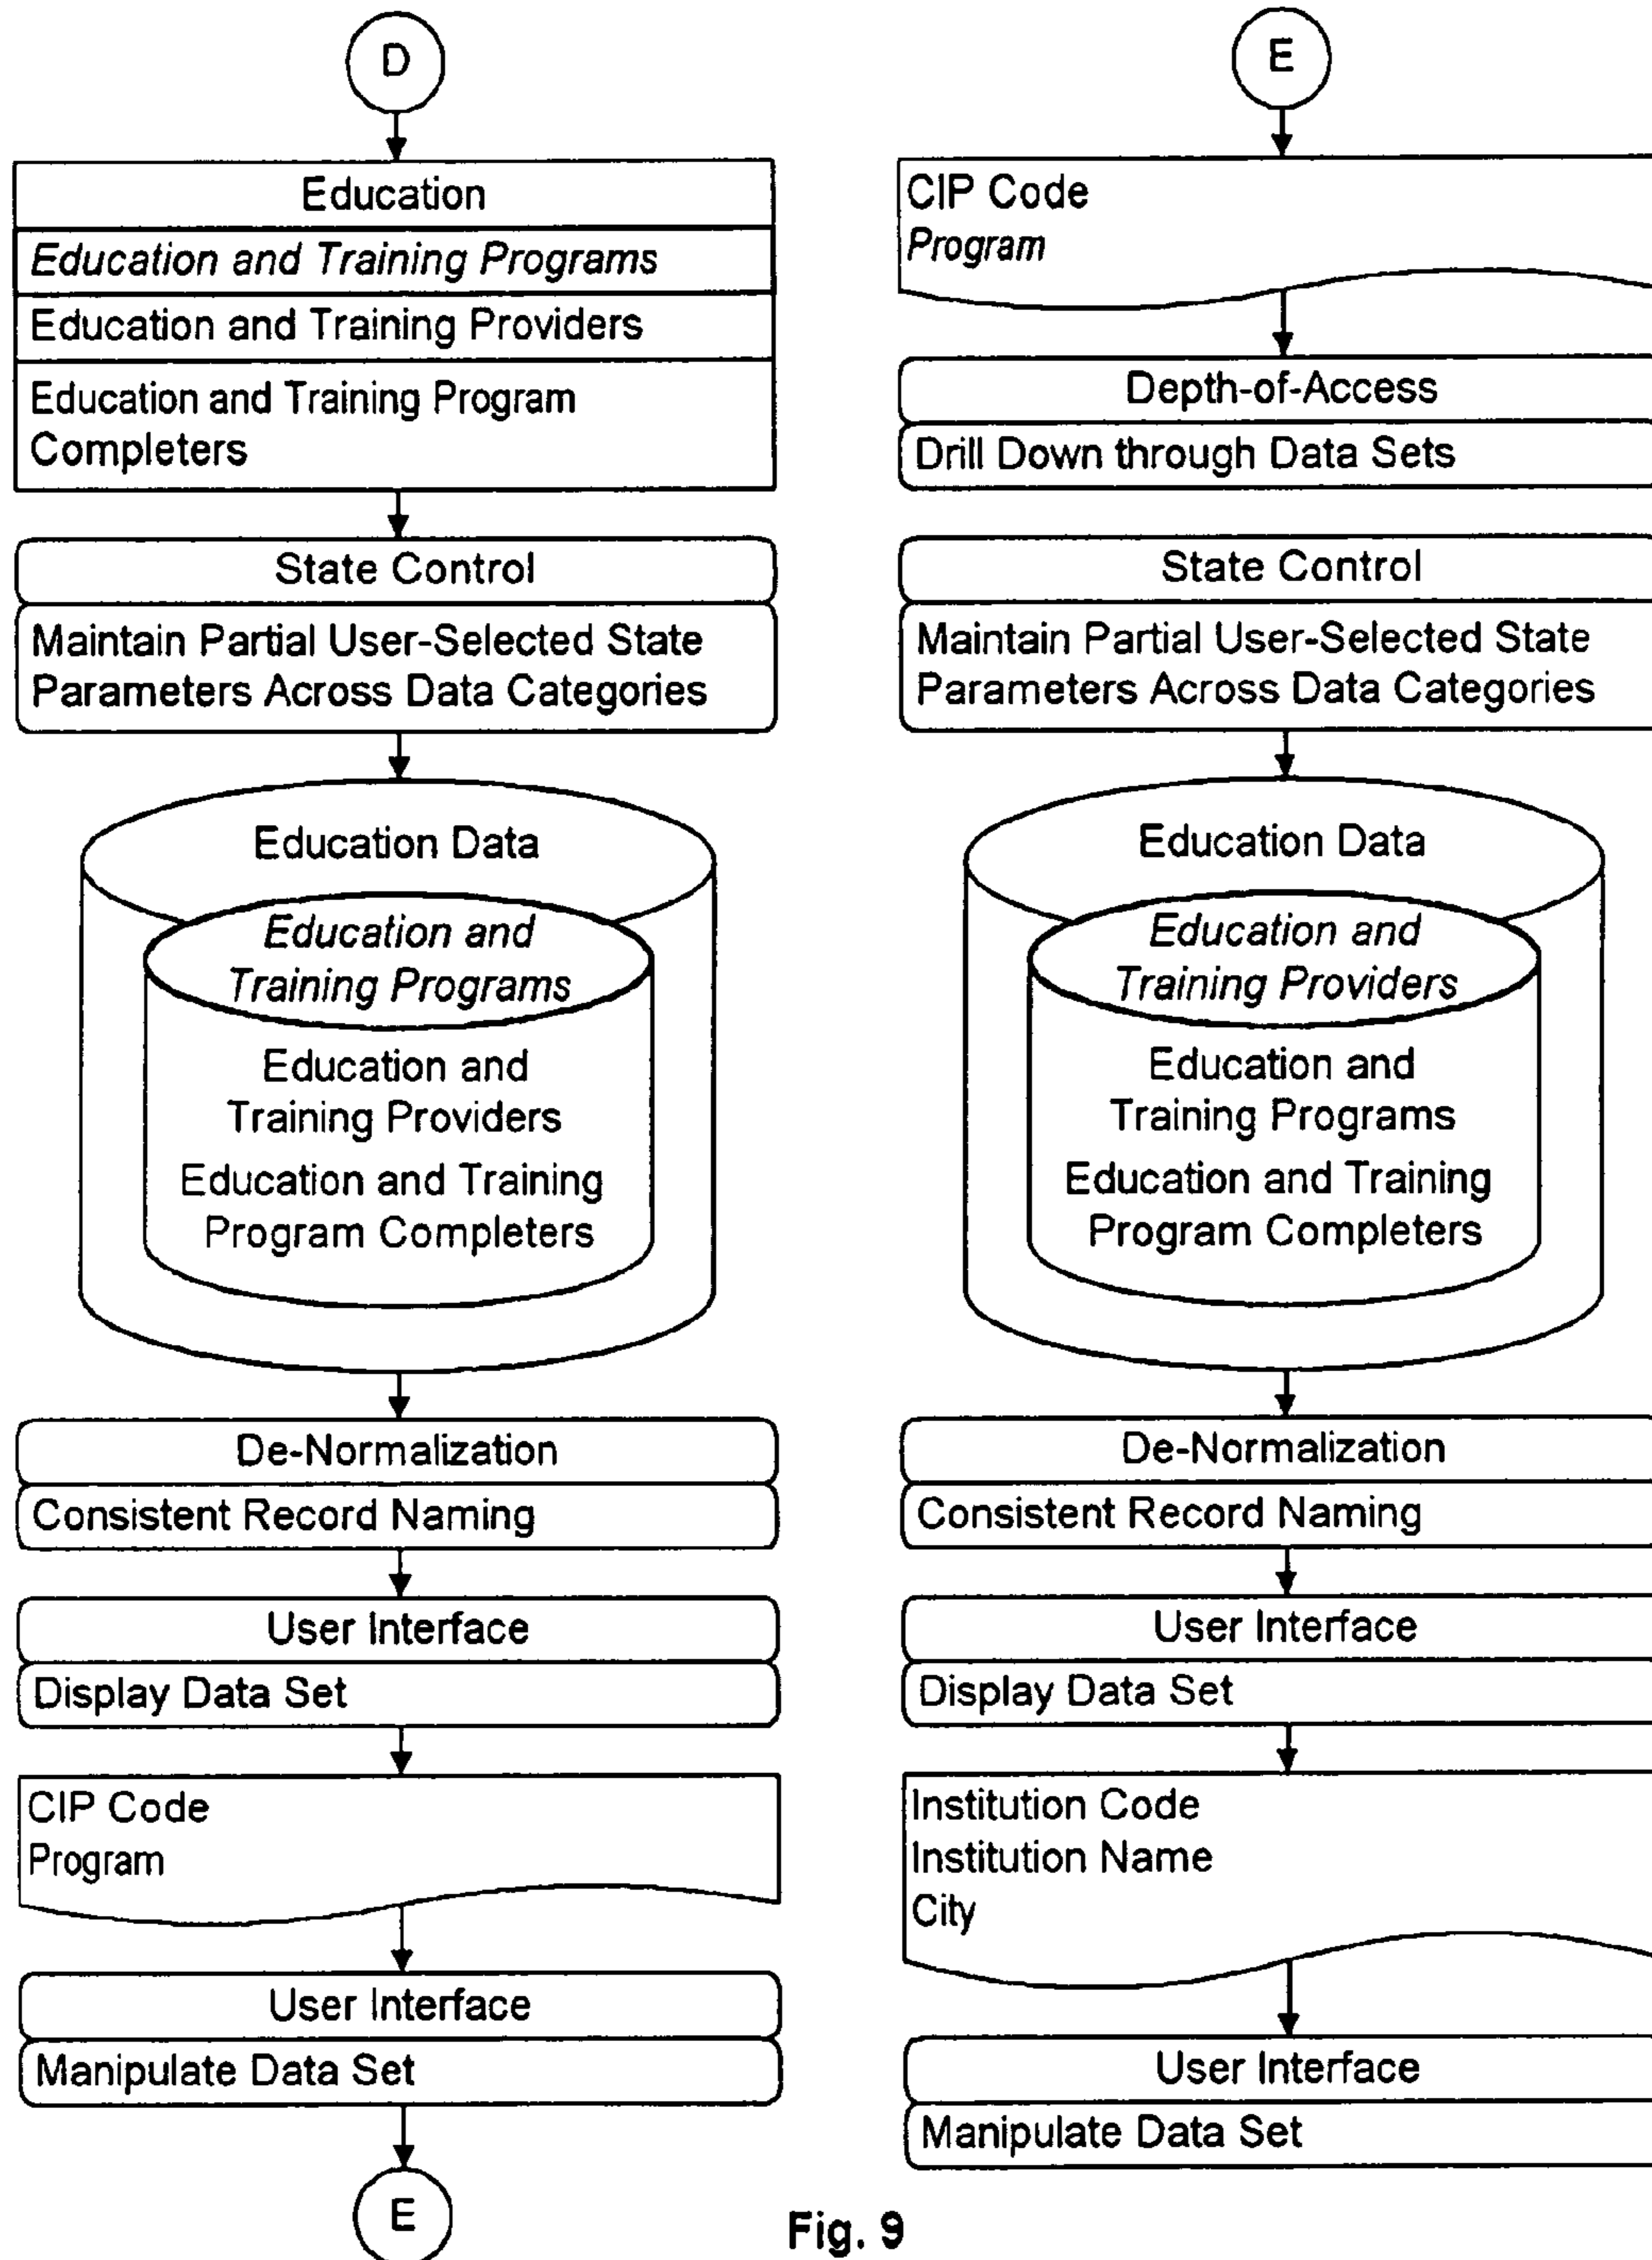 D
Education
Education and Training Programs
Education and Training Providers
Education and Training Program
Completers
State Control
Maintain Partial User-Selected State
Parameters Across Data Categories
Education Data
Education and
Training Programs
Education and
Training Providers
Education and Training
Program Completers
De-Normalization
Consistent Record Naming
User Interface
Display Data Set
CIP Code
Program
User Interface
Manipulate Data Set
E
E
CIP Code
Program
Depth-of-Access
Drill Down through Data Sets
State Control
Maintain Partial User-Selected State
Parameters Across Data Categories
Education Data
Education and
Training Providers
Education and
Training Programs
Education and Training
Program Completers
De-Normalization
Consistent Record Naming
User Interface
Display Data Set
Institution Code
Institution Name
City
User Interface
Manipulate Data Set
Fig. 9